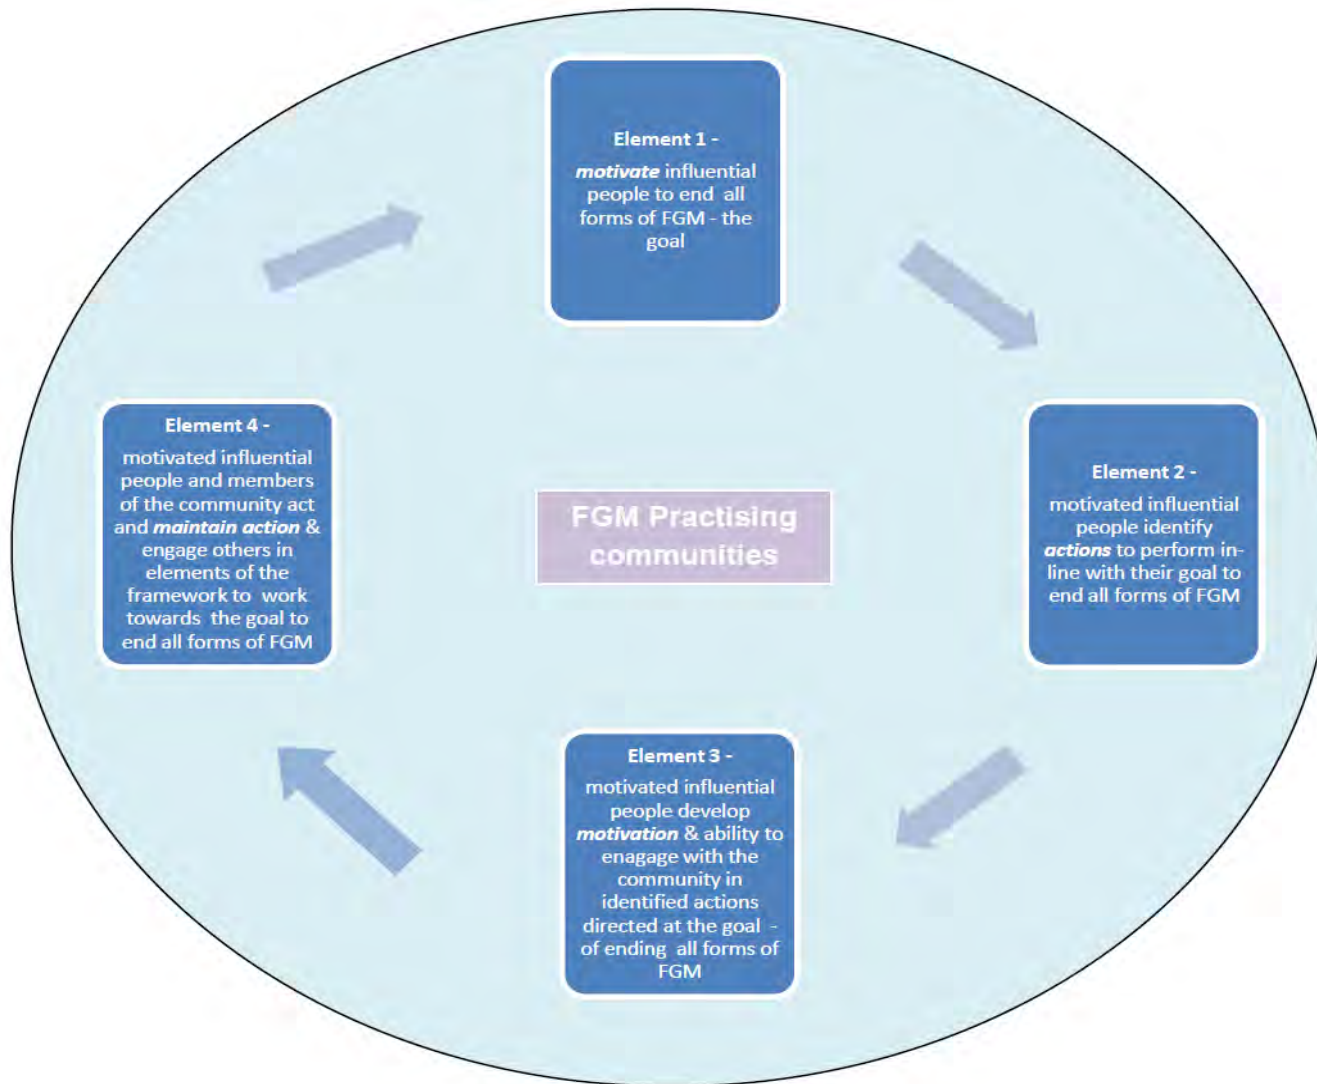 Element 1 -
motivate influential
people to end all
forms of FGM - the
goal
Element 2 -
motivated influential
people identify
actions to perform in-
line with their goal to
end all forms of FGM
Element 3 -
motivated influential
people develop
motivation & ability to
enagage with the
community in
identified actions
directed at the goal -
of ending all forms of
FGM
Element 4 -
motivated influential
people and members
of the community act
and maintain action &
engage others in
elements of the
framework to work
towards the goal to
end all forms of FGM
FGM Practising
communities